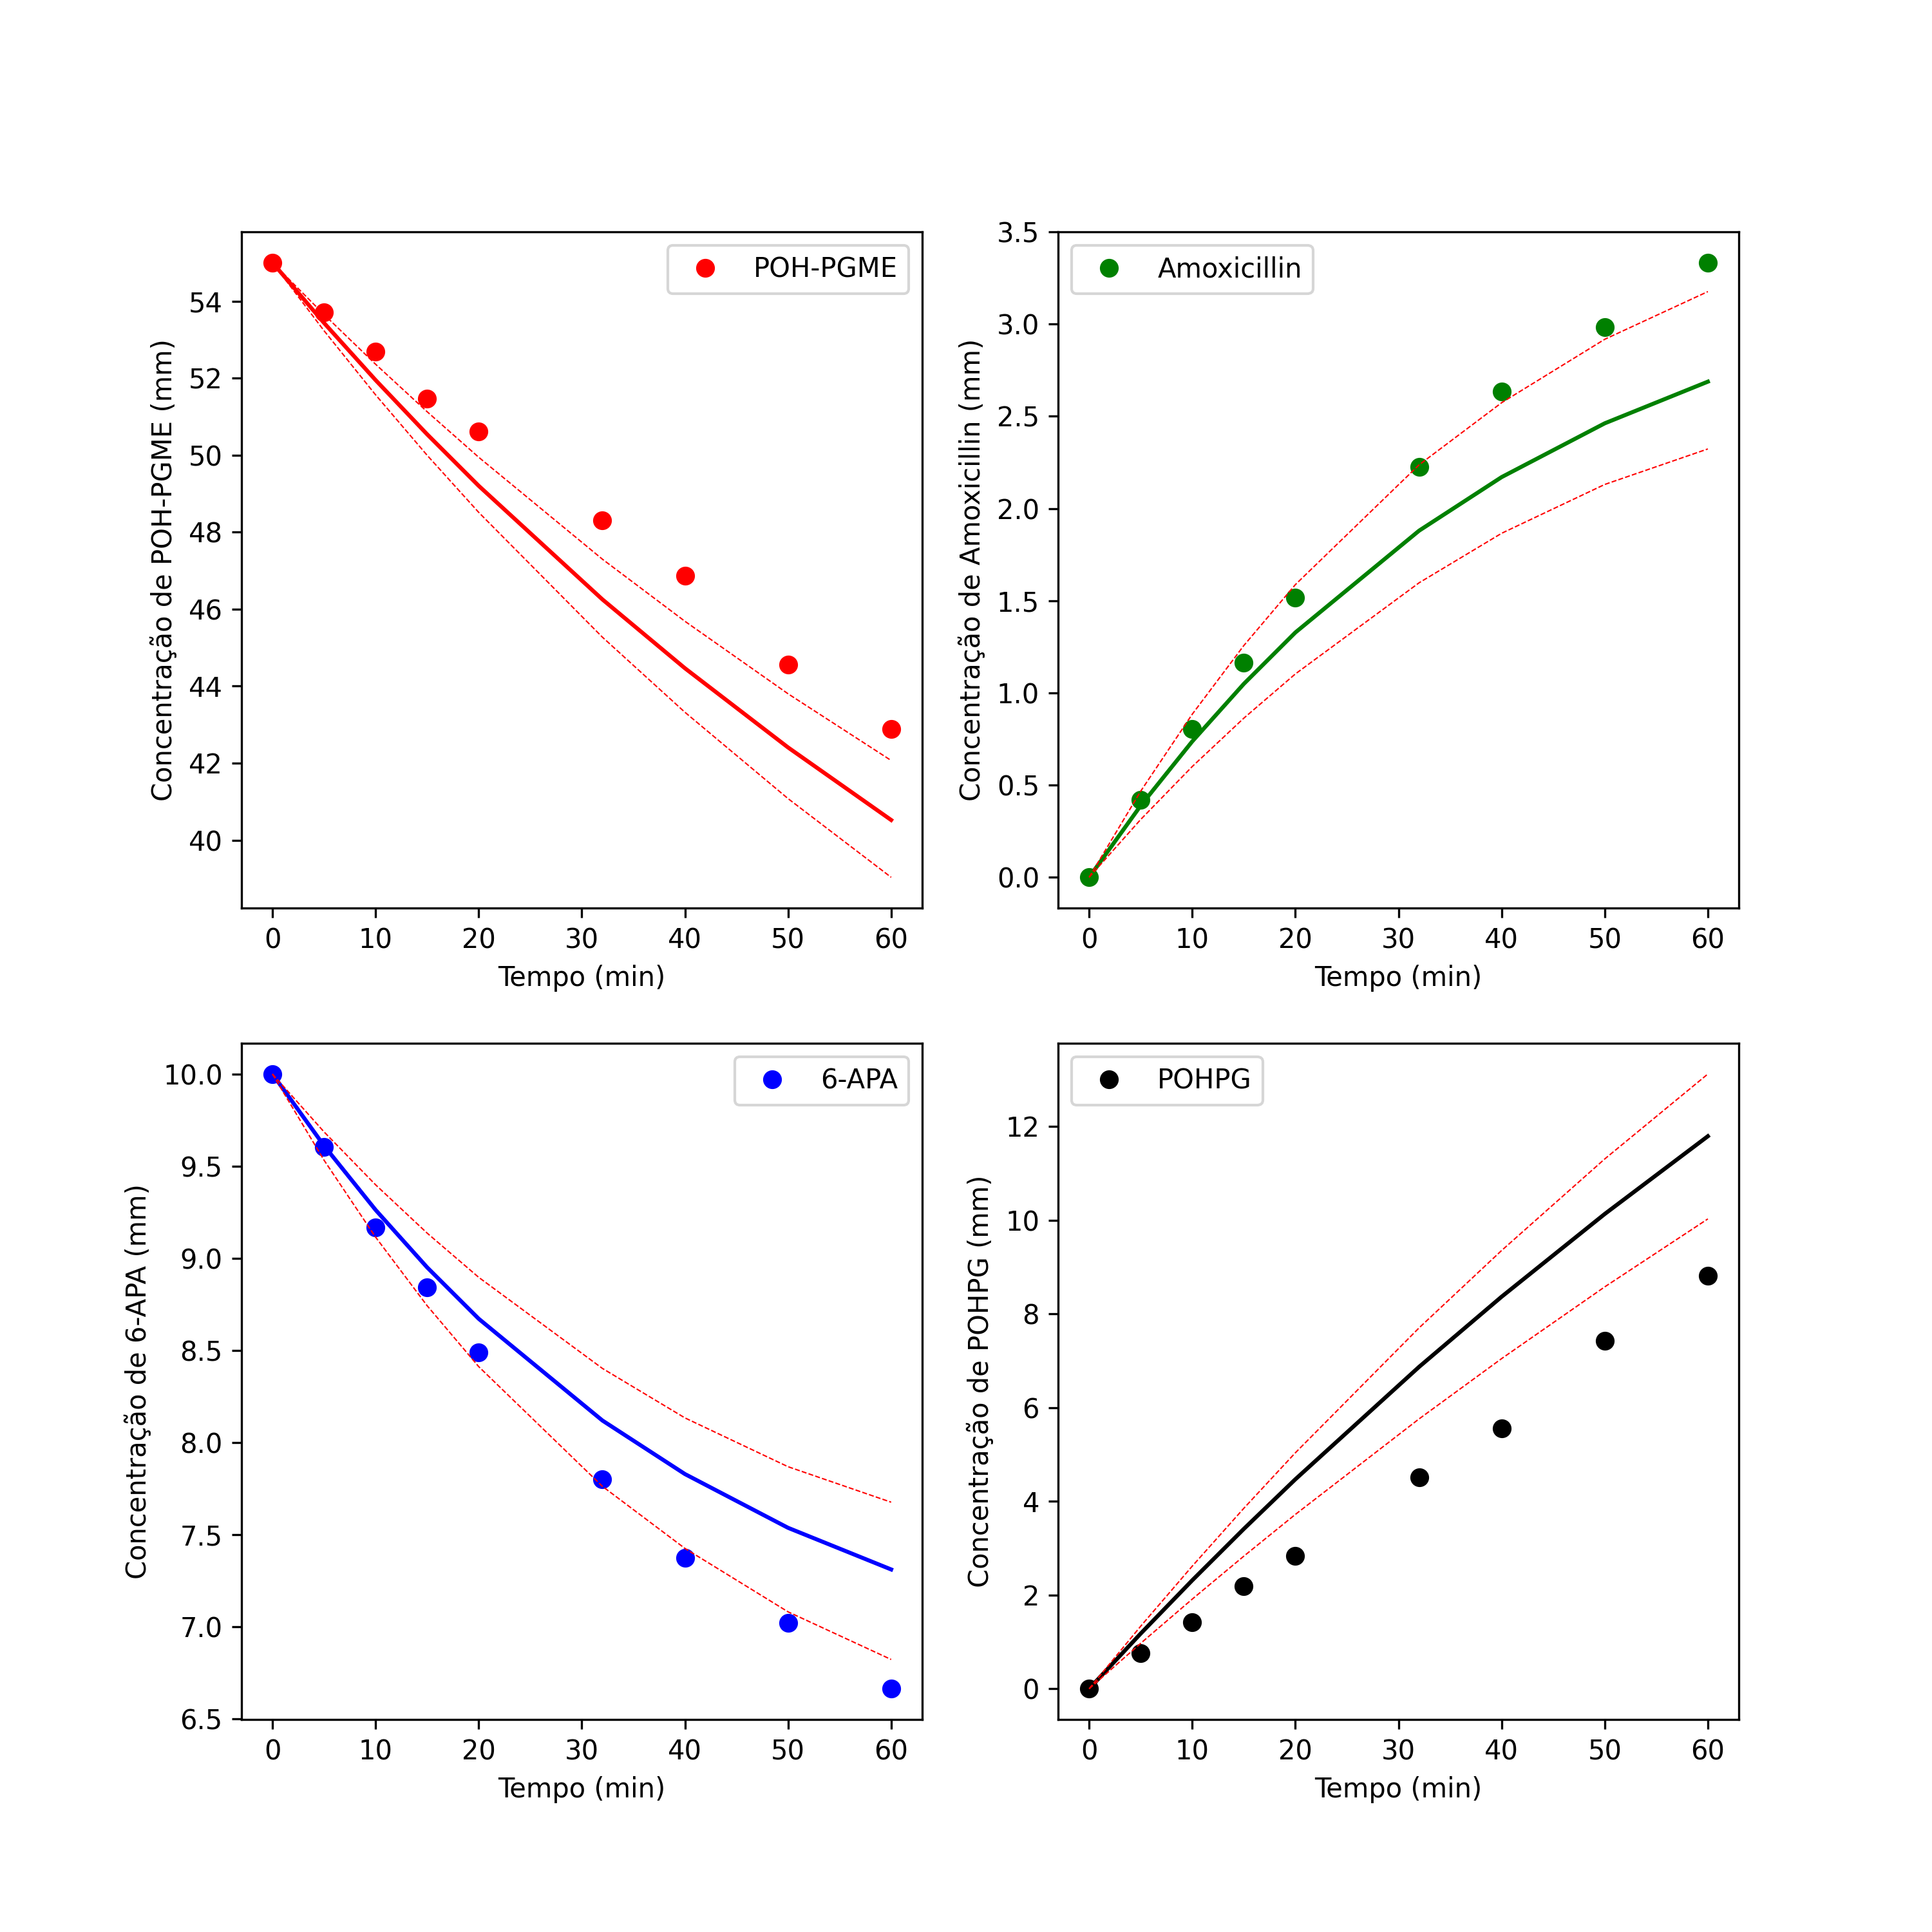 POH-PGME
54
52
50
48
46
44
42
40
Concentração de POH-PGME (mm)
0 10 20 30 40 50 60
Tempo (min)
Amoxicillin
3.5
3.0
2.5
2.0
1.5
1.0
0.5
0.0
Concentração de Amoxicillin (mm)
0 10 20 30 40 50 60
Tempo (min)
6-APA
10.0
9.5
9.0
8.5
8.0
7.5
7.0
6.5
Concentração de 6-APA (mm)
0 10 20 30 40 50 60
Tempo (min)
POHPG
12
10
8
6
4
2
0
Concentração de POHPG (mm)
0 10 20 30 40 50 60
Tempo (min)